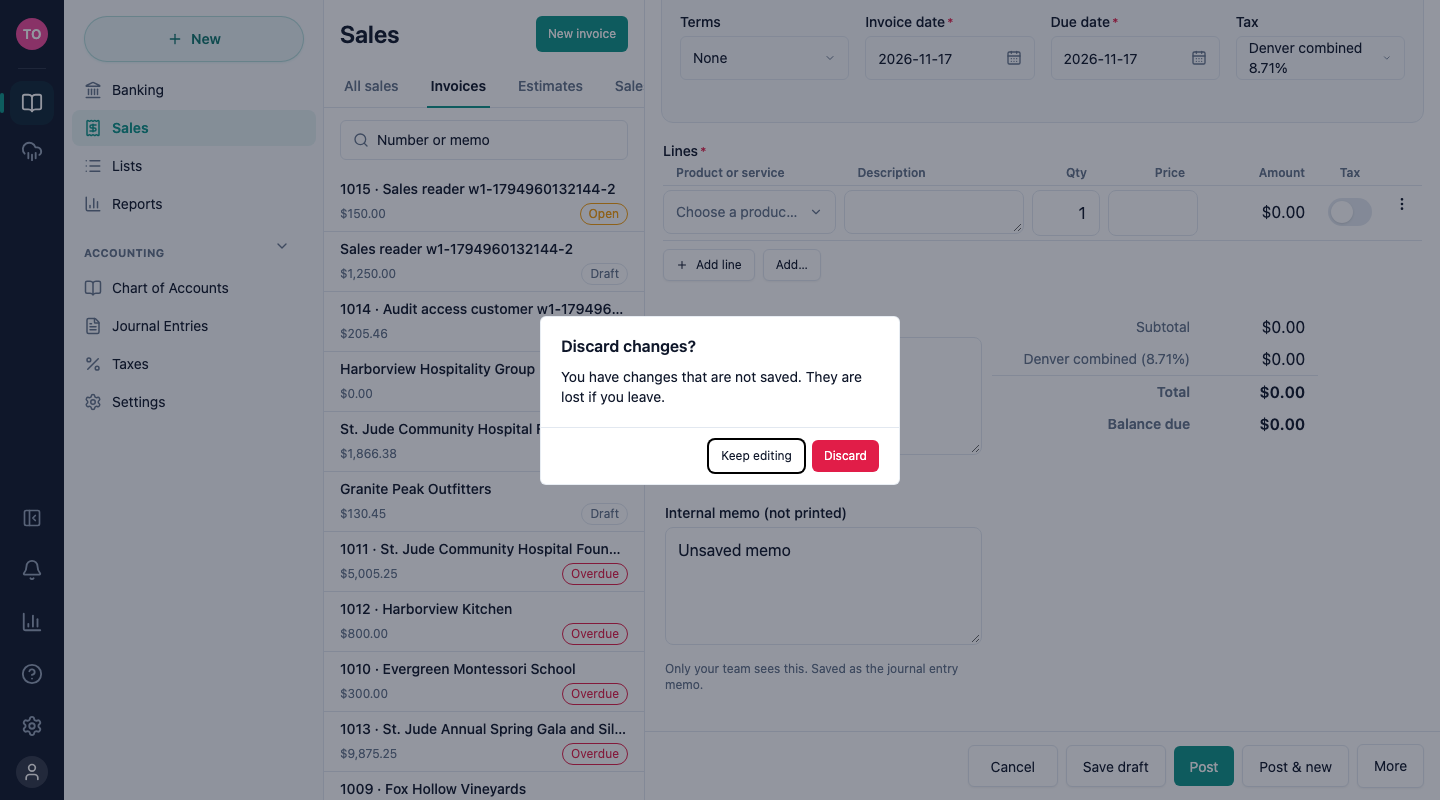 TO
New
Banking
Sales
Lists
Reports
ACCOUNTING
Chart of Accounts
Journal Entries
Taxes
Settings
Sales
New invoice
All sales
Invoices
Estimates
Sale
Number or memo
1015 · Sales reader w1-1794960132144-2
$150.00
Open
Sales reader w1-1794960132144-2
$1,250.00
Draft
1014 · Audit access customer w1-179496...
$205.46
Harborview Hospitality Group
$0.00
St. Jude Community Hospital F
$1,866.38
Granite Peak Outfitters
$130.45
Draft
1011 · St. Jude Community Hospital Foun...
$5,005.25
Overdue
1012 · Harborview Kitchen
$800.00
Overdue
1010 · Evergreen Montessori School
$300.00
Overdue
1013 · St. Jude Annual Spring Gala and Sil...
$9,875.25
Overdue
1009 · Fox Hollow Vineyards
Terms
Invoice date*
Due date*
Tax
None
2026-11-17
2026-11-17
Denver combined
8.71%
Lines*
Product or service
Description
Qty
Price
Amount
Tax
Choose a produc...
1
$0.00
Add line
Add...
Subtotal
$0.00
Denver combined (8.71%)
$0.00
Total
$0.00
Balance due
$0.00
Discard changes?
You have changes that are not saved. They are
lost if you leave.
Keep editing
Discard
Internal memo (not printed)
Unsaved memo
Only your team sees this. Saved as the journal entry
memo.
Cancel
Save draft
Post
Post & new
More